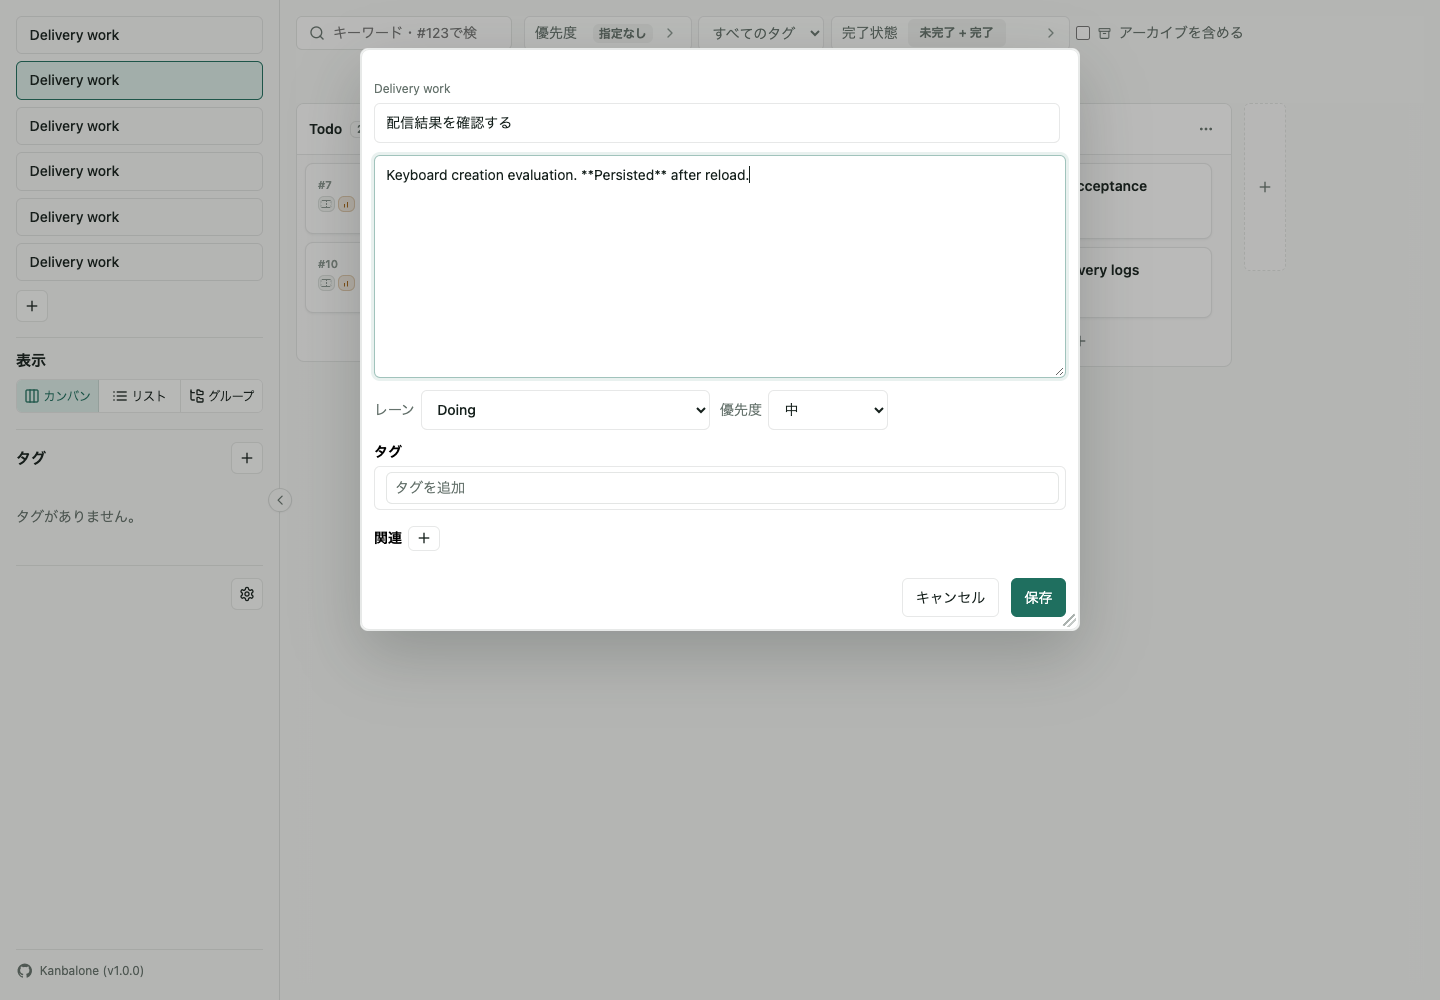 Delivery work
Delivery work
Delivery work
Delivery work
Delivery work
Delivery work
表示
カンバン
リスト
グループ
タグ
タグがありません。
Kanbalone (v1.0.0)
キーワード・#123で検
優先度 指定なし
すべてのタグ
完了状態 未完了 + 完了
アーカイブを含める
Todo
#7
#10
cceptance
very logs
Delivery work
配信結果を確認する
Keyboard creation evaluation. **Persisted** after reload.
レーン Doing 優先度 中
タグ
タグを追加
関連
キャンセル 保存